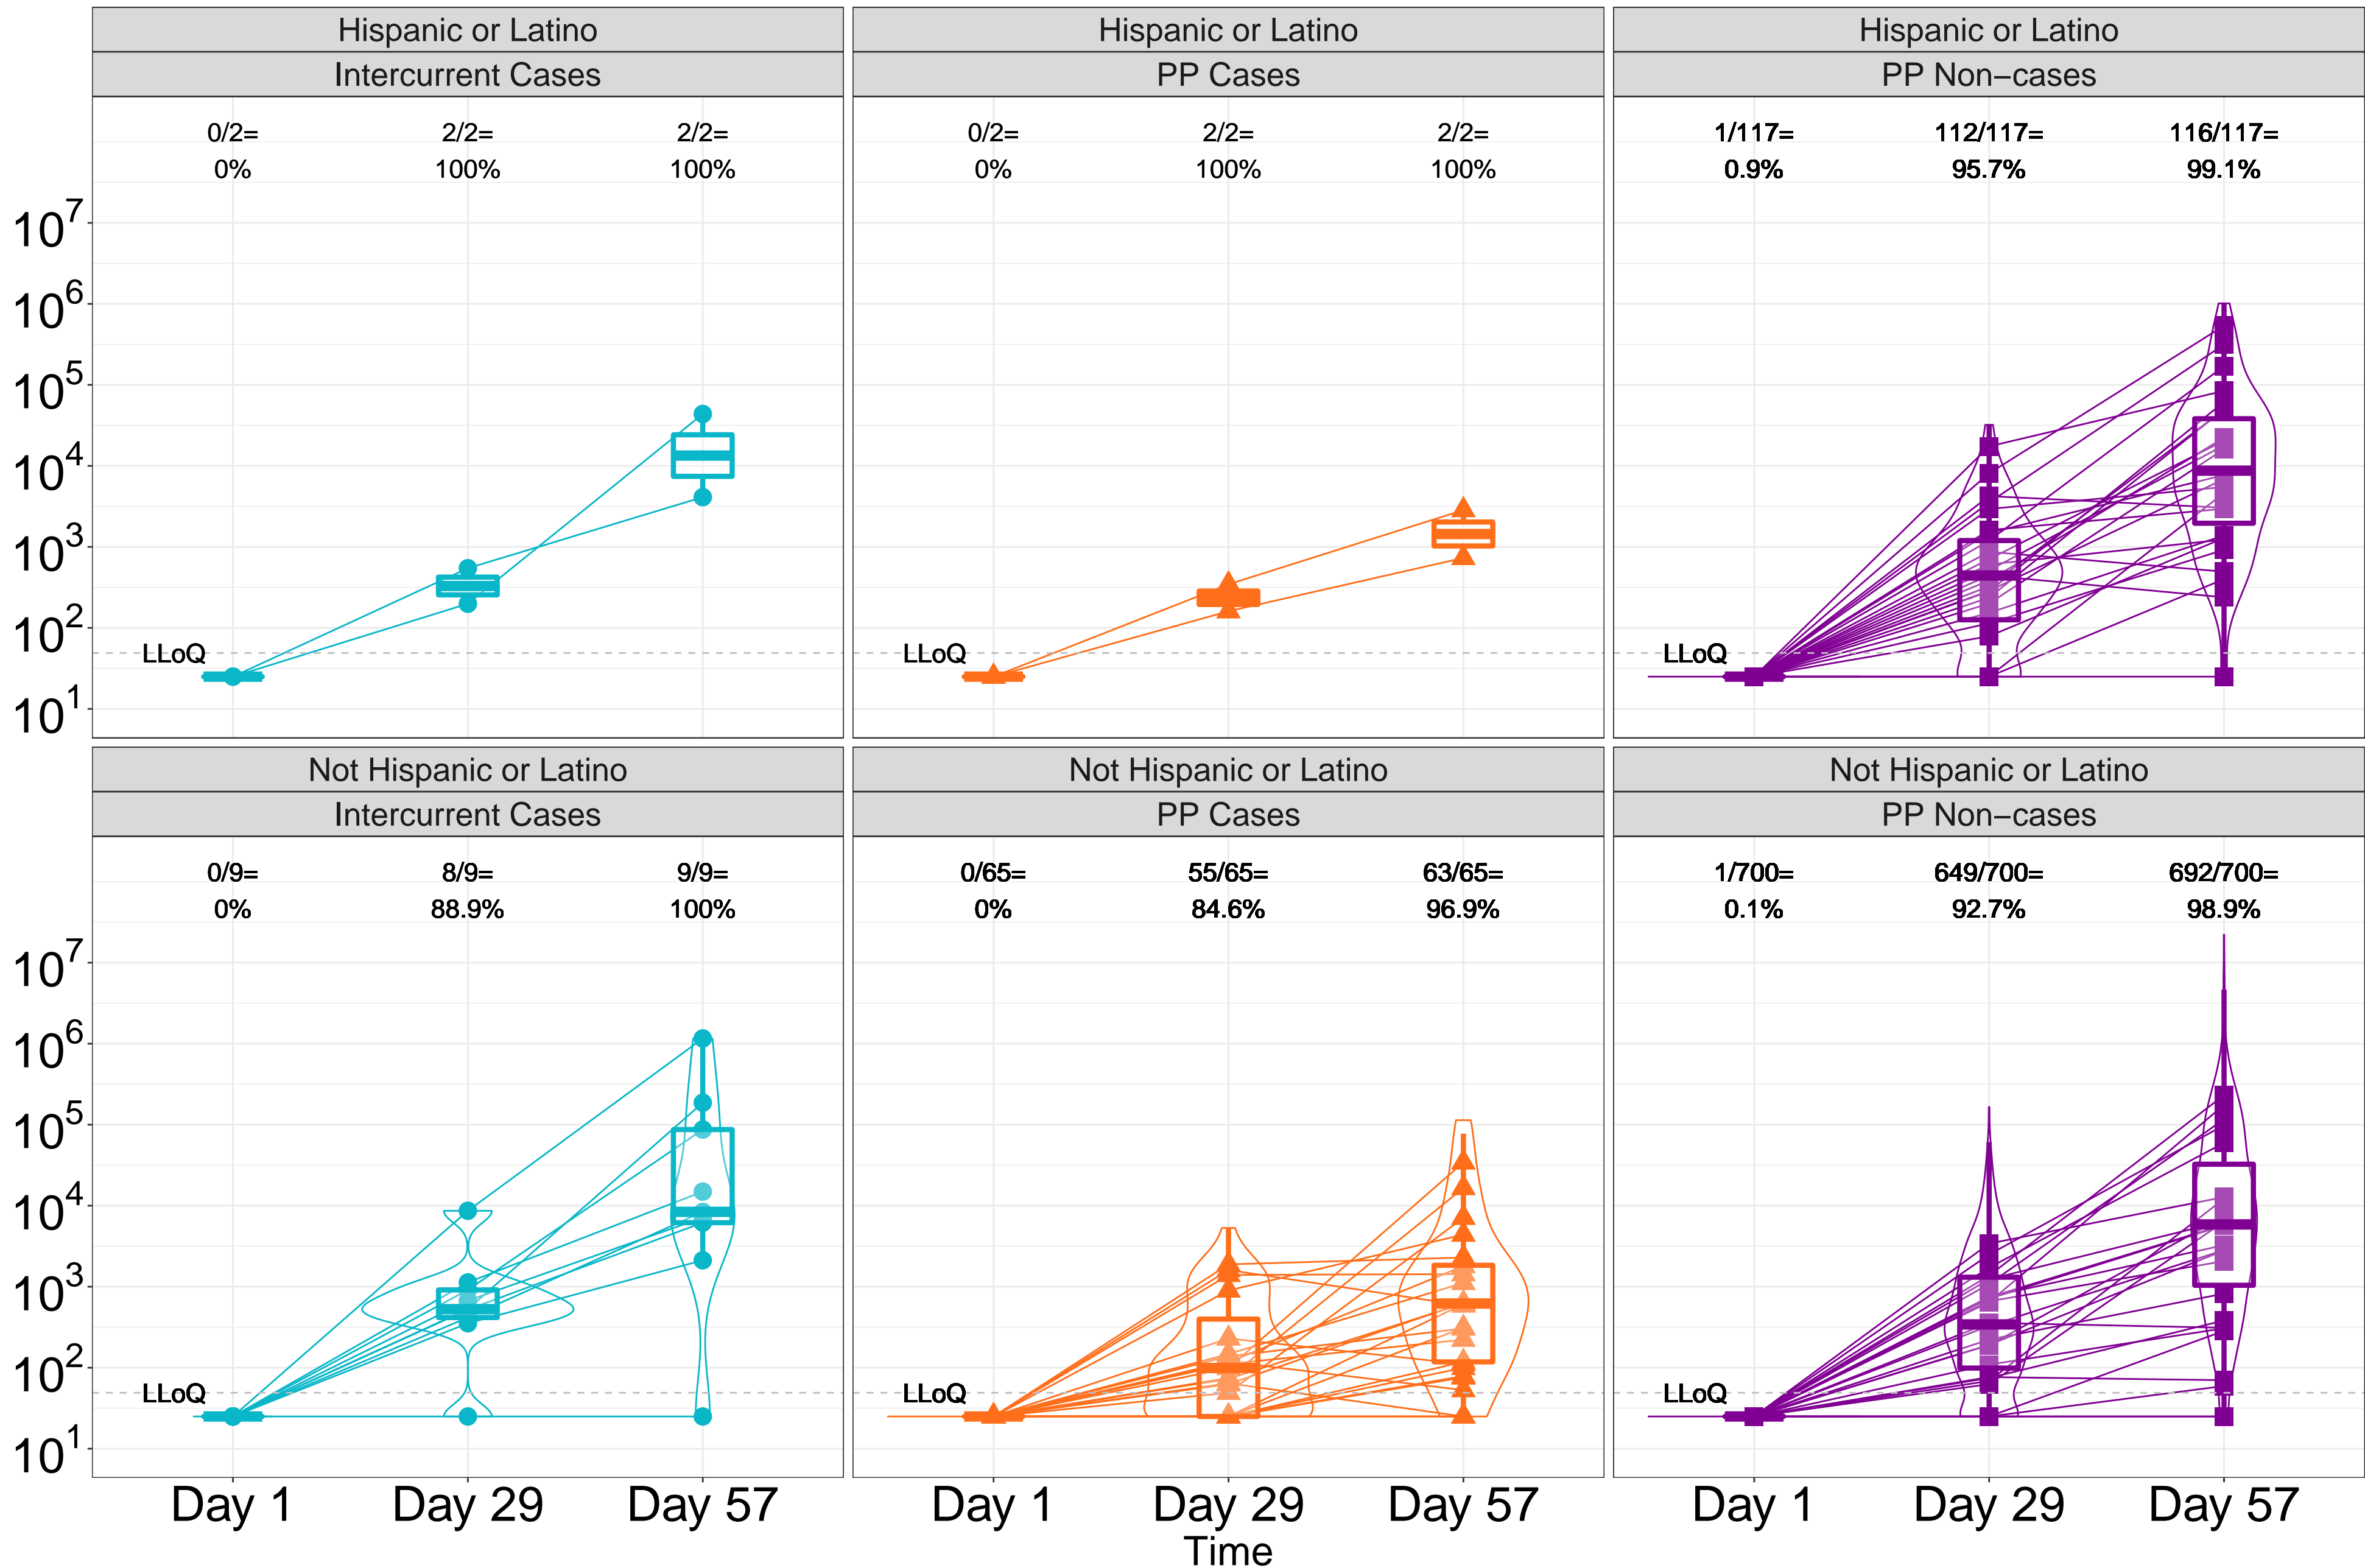 Hispanic or Latino
Intercurrent Cases
0/2=
0%
2/2=
100%
2/2=
100%
Hispanic or Latino
PP Cases
0/2=
0%
2/2=
100%
2/2=
100%
Hispanic or Latino
PP Non−cases
1/117=
0.9%
112/117=
95.7%
116/117=
99.1%
10^7
10^6
10^5
10^4
10^3
10^2
10^1
LLoQ
LLoQ
LLoQ
Not Hispanic or Latino
Intercurrent Cases
0/9=
0%
8/9=
88.9%
9/9=
100%
Not Hispanic or Latino
PP Cases
0/65=
0%
55/65=
84.6%
63/65=
96.9%
Not Hispanic or Latino
PP Non−cases
1/700=
0.1%
649/700=
92.7%
692/700=
98.9%
10^7
10^6
10^5
10^4
10^3
10^2
10^1
LLoQ
LLoQ
LLoQ
Day 1 Day 29 Day 57
Day 1 Day 29 Day 57
Day 1 Day 29 Day 57
Time